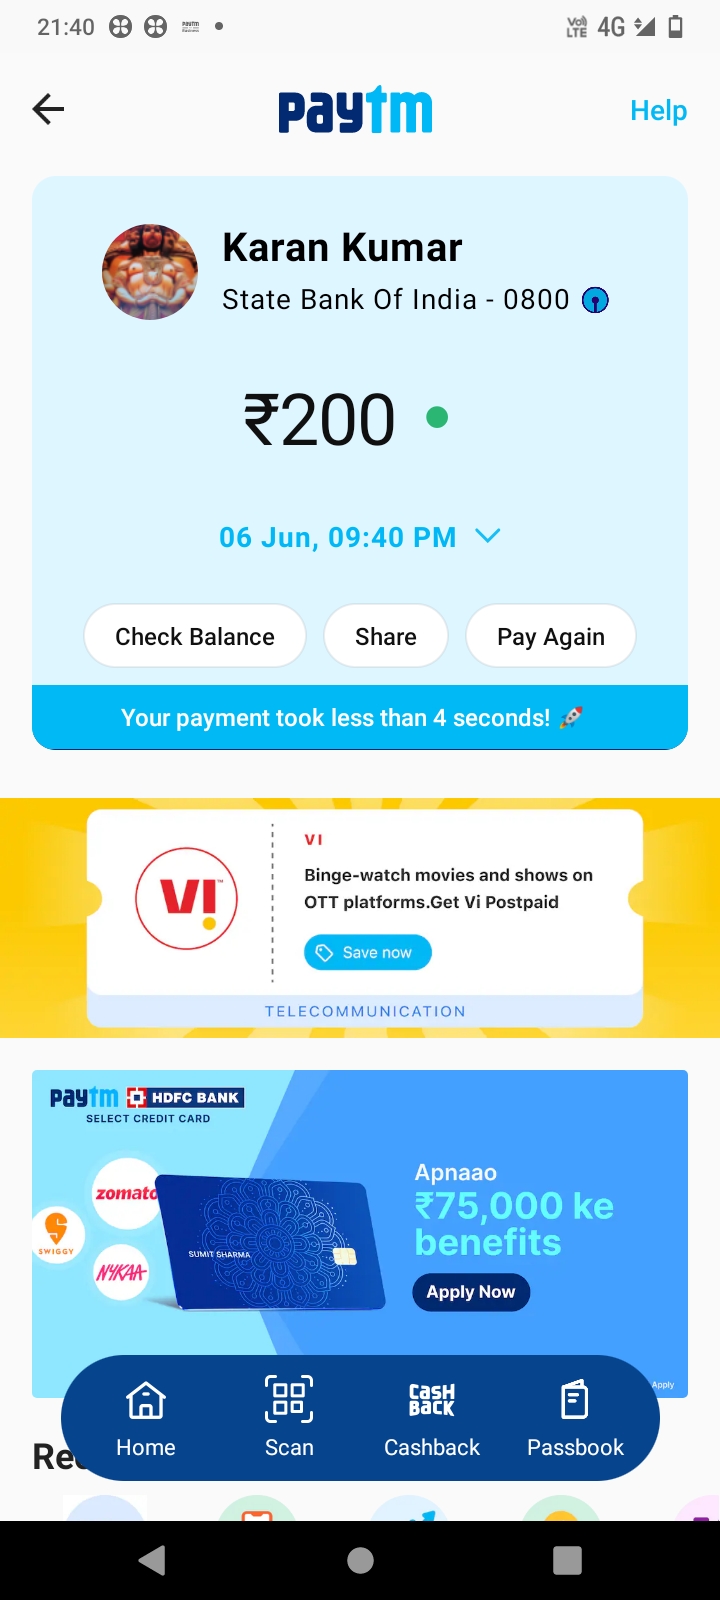 21:40
Vo) LTE 4G
paytm
Help
Karan Kumar
State Bank Of India - 0800
₹200
06 Jun, 09:40 PM
Check Balance
Share
Pay Again
Your payment took less than 4 seconds! 🚀
VI
VI
Binge-watch movies and shows on
OTT platforms.Get Vi Postpaid
Save now
TELECOMMUNICATION
paytm HDFC BANK
SELECT CREDIT CARD
zomato
SWIGGY
NYKAA
SUMIT SHARMA
Apnaao
₹75,000 ke
benefits
Apply Now
Apply
CASH BACK
Home
Scan
Cashback
Passbook